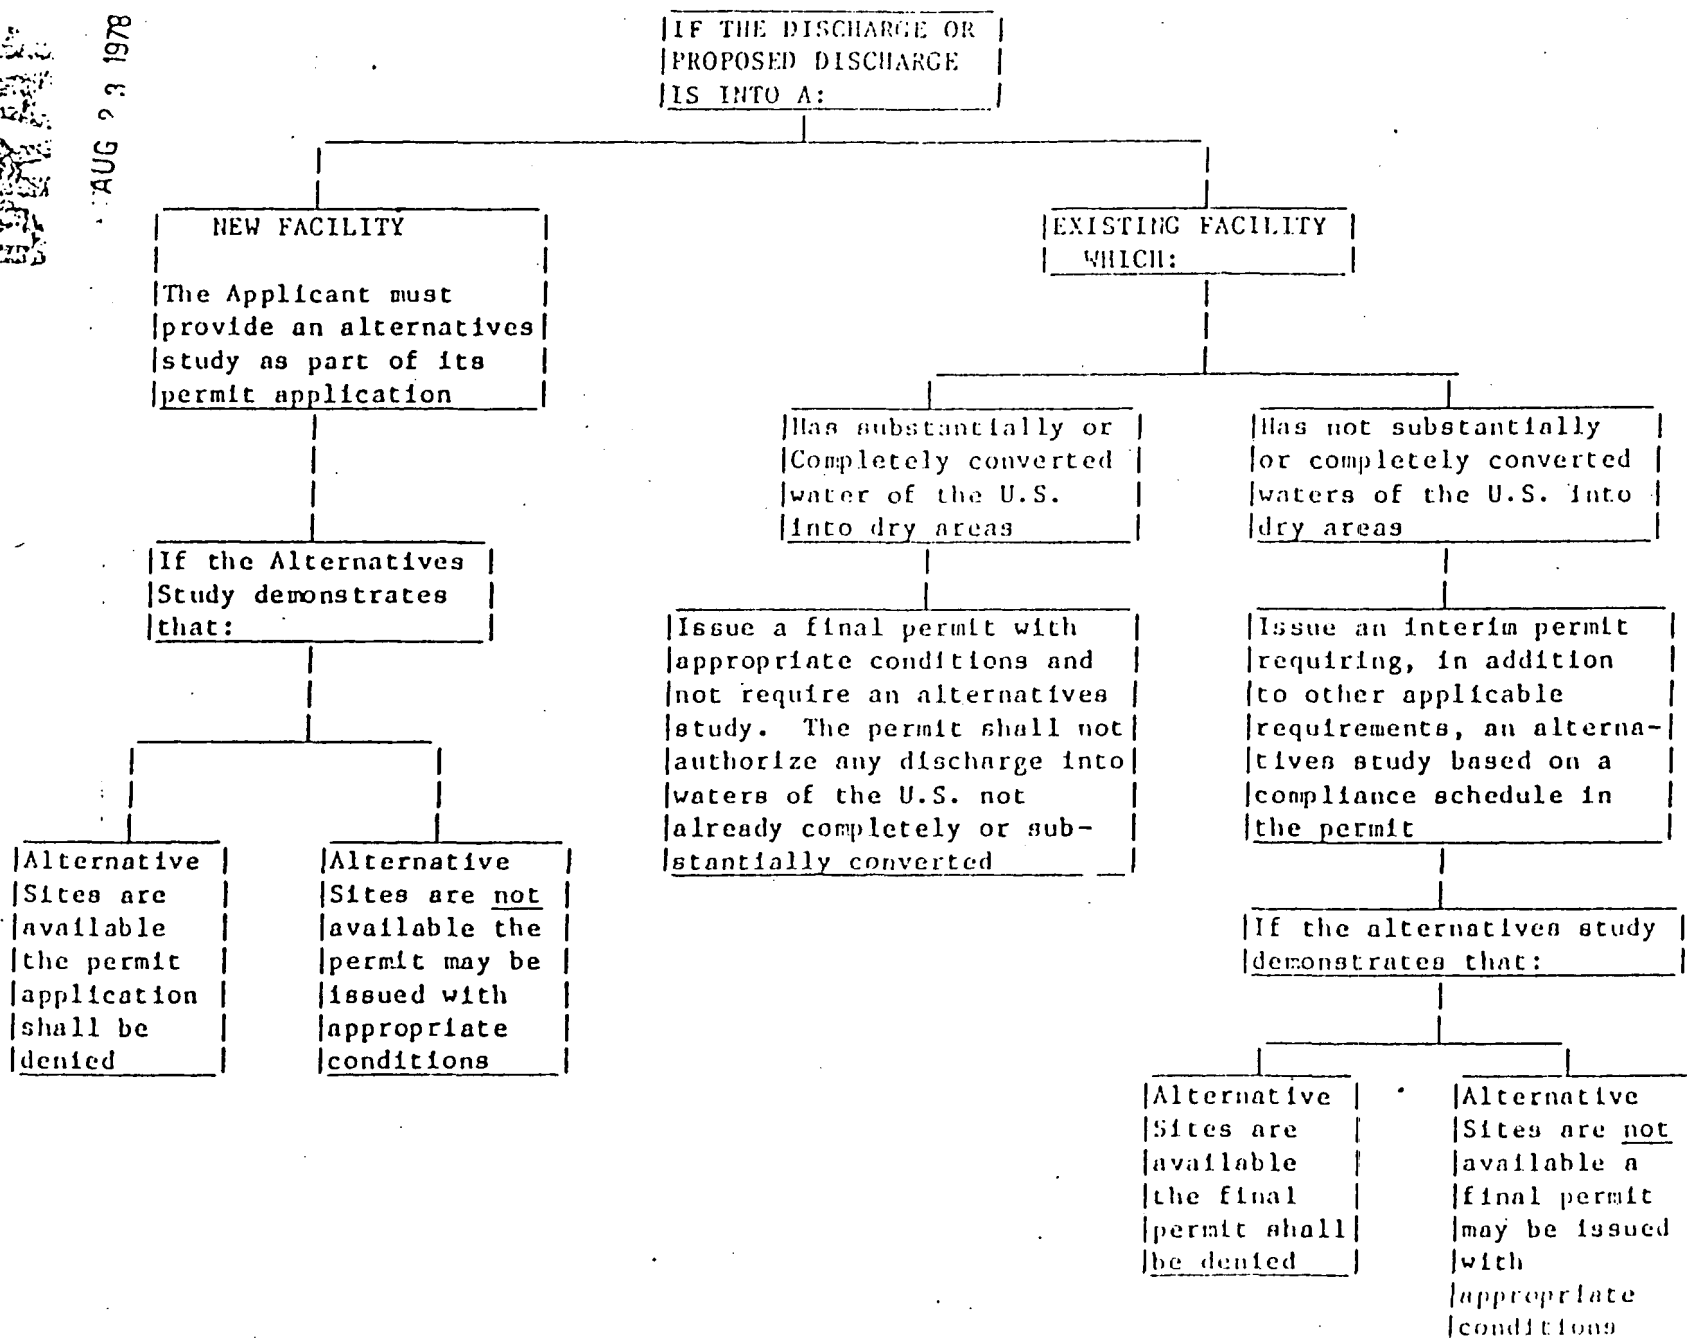 AUG 23 1978
IF THE DISCHARGE OR
PROPOSED DISCHARGE
IS INTO A:
NEW FACILITY
The Applicant must
provide an alternatives
study as part of its
permit application
If the Alternatives
Study demonstrates
that:
Alternative
Sites are
available
the permit
application
shall be
denied
Alternative
Sites are not
available the
permit may be
issued with
appropriate
conditions
EXISTING FACILITY
WHICH:
Has substantially or
Completely converted
water of the U.S.
into dry areas
Issue a final permit with
appropriate conditions and
not require an alternatives
study. The permit shall not
authorize any discharge into
waters of the U.S. not
already completely or sub-
stantially converted
Has not substantially
or completely converted
waters of the U.S. into
dry areas
Issue an interim permit
requiring, in addition
to other applicable
requirements, an alterna-
tives study based on a
compliance schedule in
the permit
If the alternatives study
demonstrates that:
Alternative
Sites are
available
the final
permit shall
be denied
Alternative
Sites are not
available a
final permit
may be issued
with
appropriate
conditions